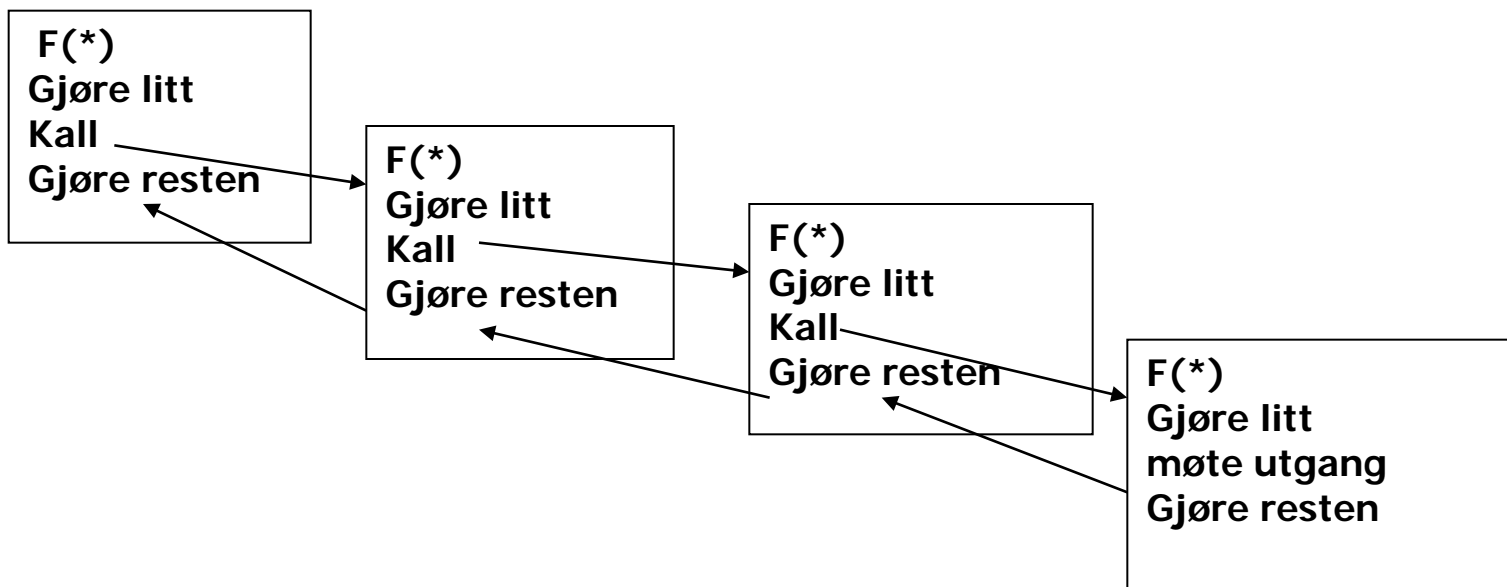 F(*)
Gjøre litt
Kall
Gjøre resten
F(*)
Gjøre litt
Kall
Gjøre resten
F(*)
Gjøre litt
Kall
Gjøre resten
F(*)
Gjøre litt
møte utgang
Gjøre resten